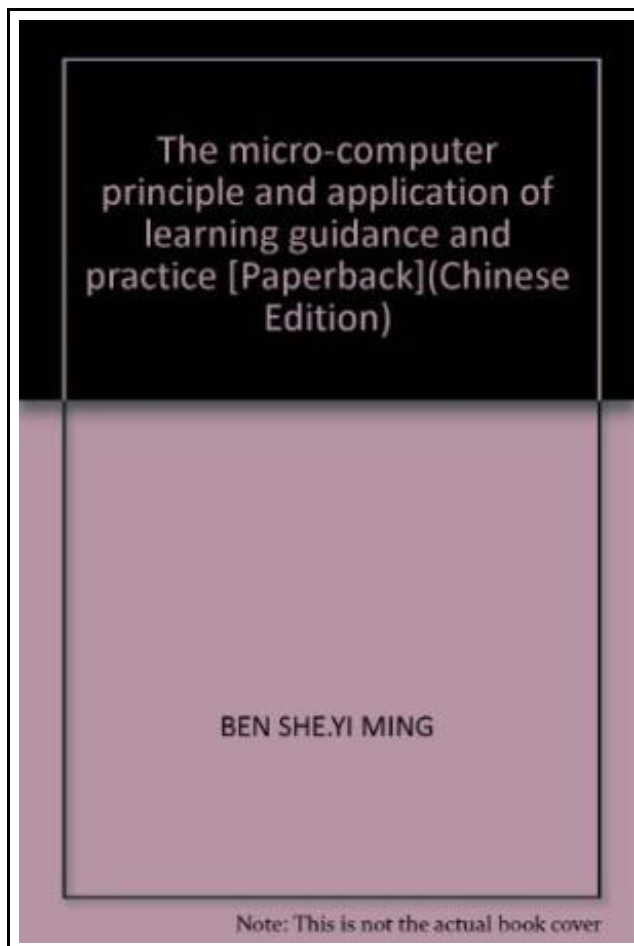 The micro-computer
principle and application of
learning guidance and
practice [Paperback](Chinese
Edition)
BEN SHE.YI MING
Note: This is not the actual book cover